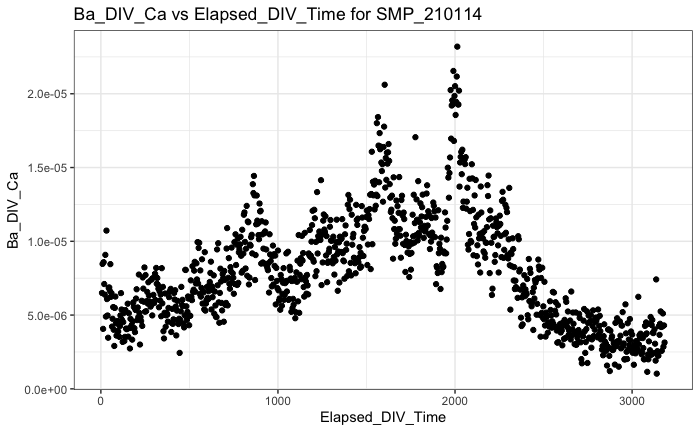 Ba_DIV_Ca vs Elapsed_DIV_Time for SMP_210114
Ba_DIV_Ca
2.0e-05
1.5e-05
1.0e-05
5.0e-06
0.0e+00
0 1000 2000 3000
Elapsed_DIV_Time